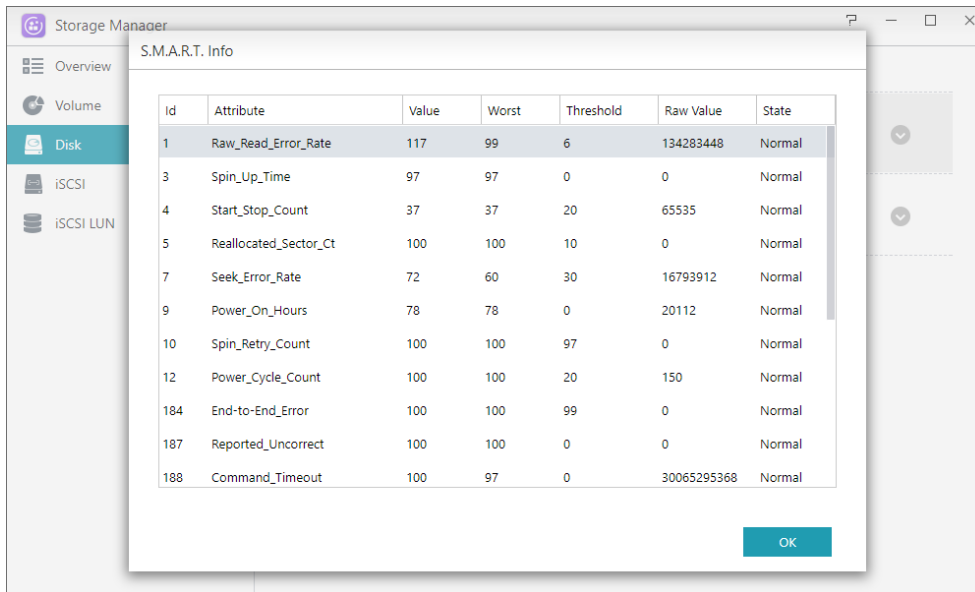 Storage Manager
S.M.A.R.T. Info
Overview
Volume
Disk
iSCSI
iSCSI LUN
Id Attribute Value Worst Threshold Raw Value State
1 Raw_Read_Error_Rate 117 99 6 134283448 Normal
3 Spin_Up_Time 97 97 0 0 Normal
4 Start_Stop_Count 37 37 20 65535 Normal
5 Reallocated_Sector_Ct 100 100 10 0 Normal
7 Seek_Error_Rate 72 60 30 16793912 Normal
9 Power_On_Hours 78 78 0 20112 Normal
10 Spin_Retry_Count 100 100 97 0 Normal
12 Power_Cycle_Count 100 100 20 150 Normal
184 End-to-End_Error 100 100 99 0 Normal
187 Reported_Uncorrect 100 100 0 0 Normal
188 Command_Timeout 100 97 0 30065295368 Normal
OK